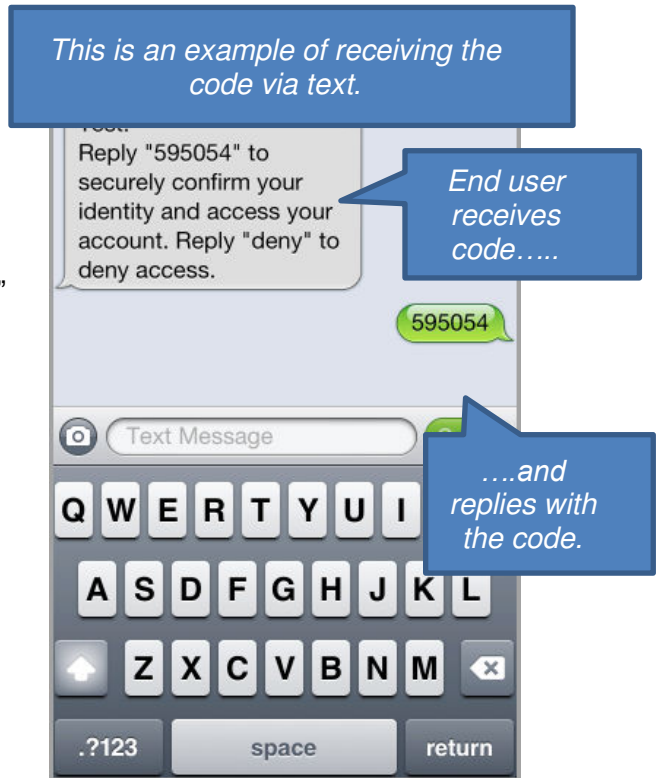 This is an example of receiving the
code via text.
Reply "595054" to
securely confirm your
identity and access your
account. Reply "deny" to
deny access.
End user
receives
code…..
”
595054
Text Message
….and
replies with
the code.
Q W E R T Y U I
A S D F G H J K L
Z X C V B N M
.?123 space return